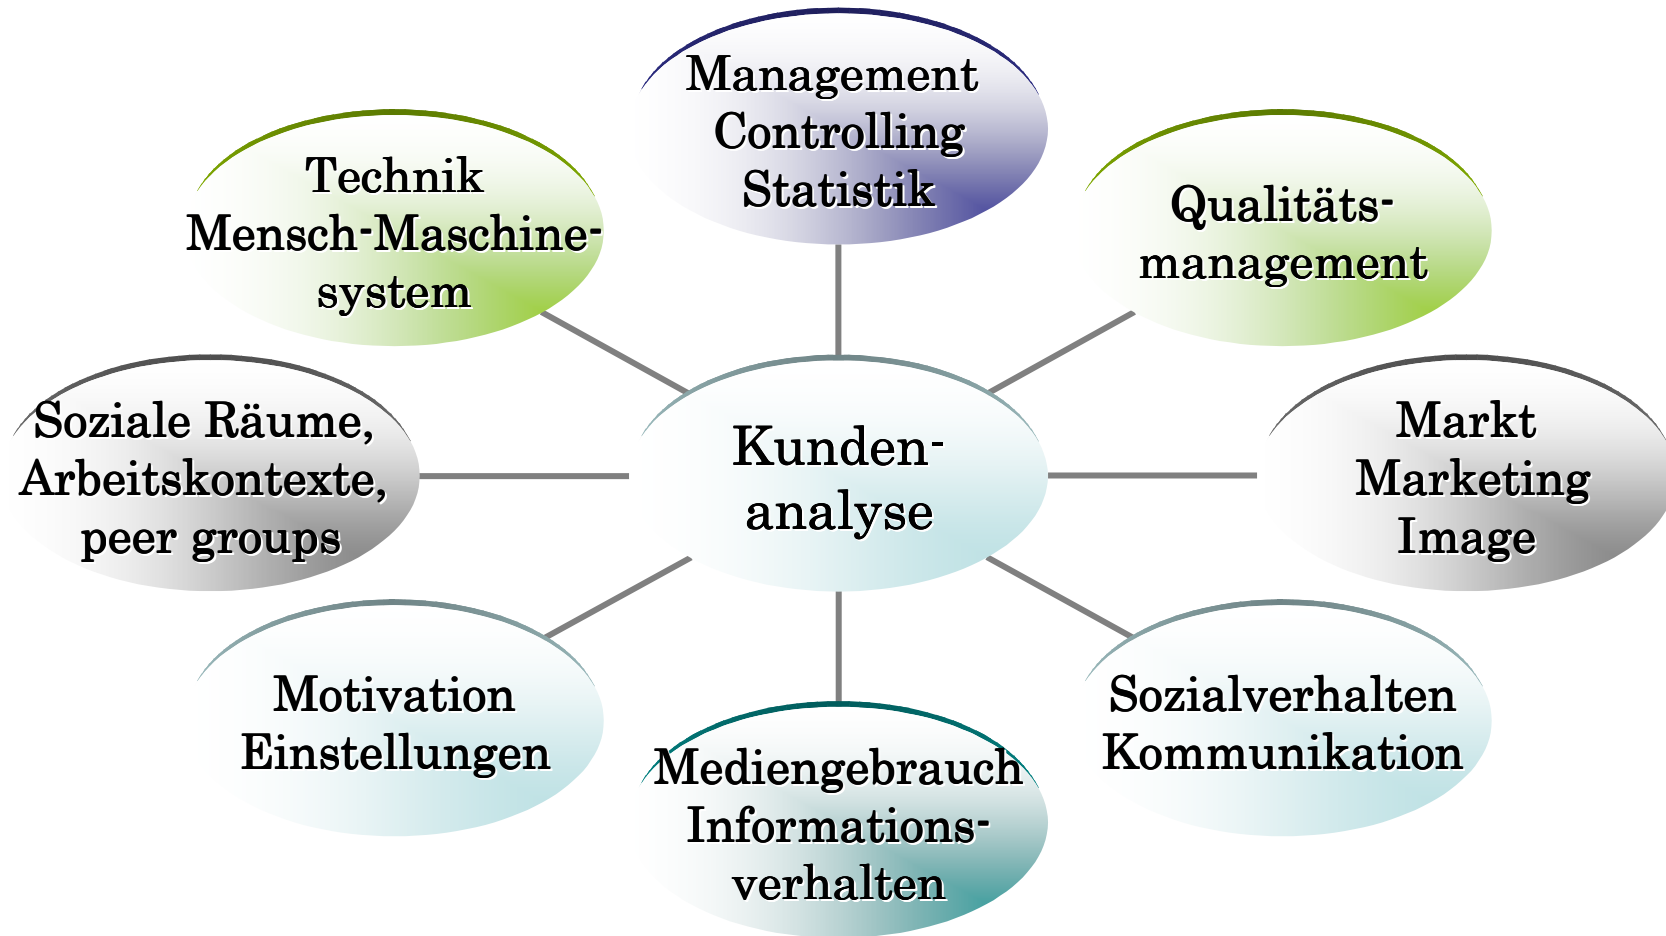 Management
Controlling
Statistik
Technik
Mensch-Maschine-
system
Qualitäts-
management
Soziale Räume,
Arbeitskontexte,
peer groups
Kunden-
analyse
Markt
Marketing
Image
Motivation
Einstellungen
Sozialverhalten
Kommunikation
Mediengebrauch
Informations-
verhalten